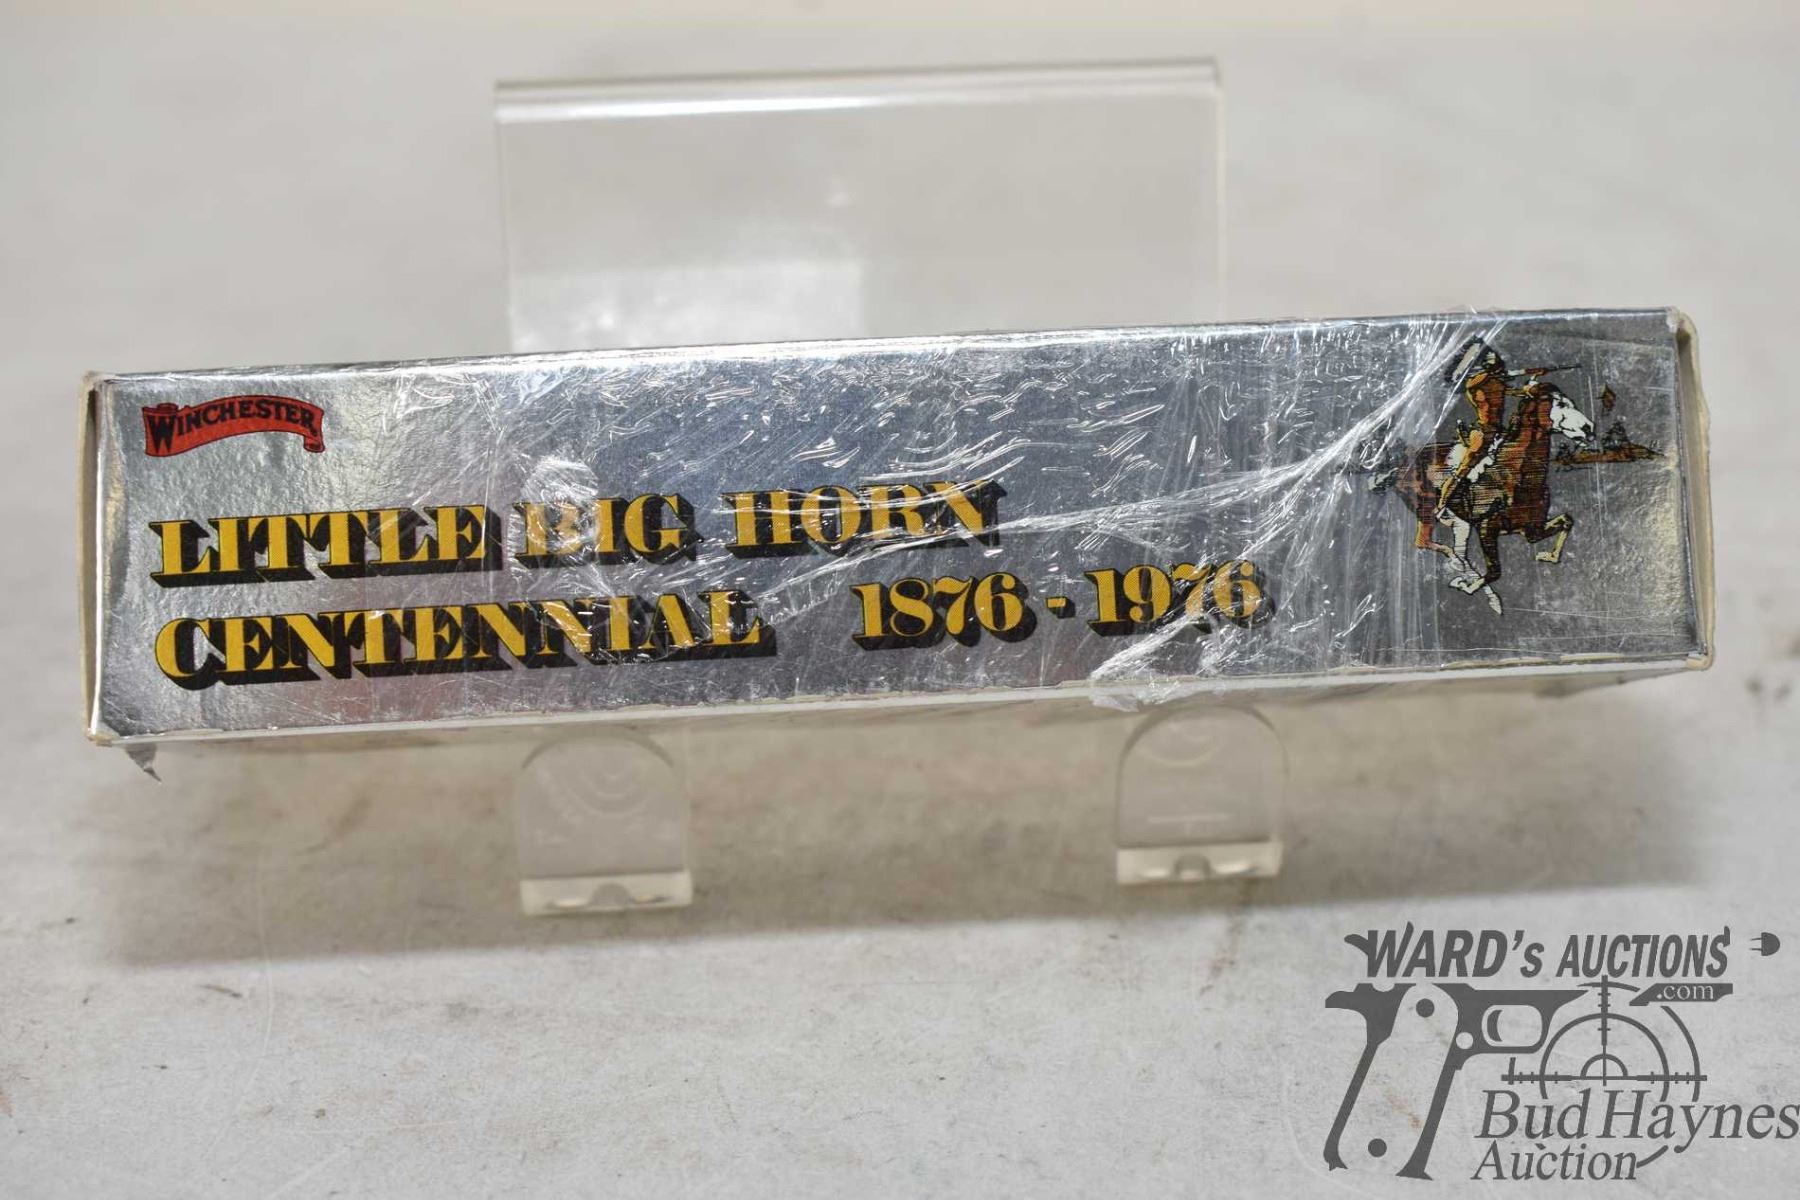 WINCHESTER
LITTLE BIG HORN
CENTENNIAL 1876-1976
WARD's AUCTIONS
.com
Bud Haynes
Auction